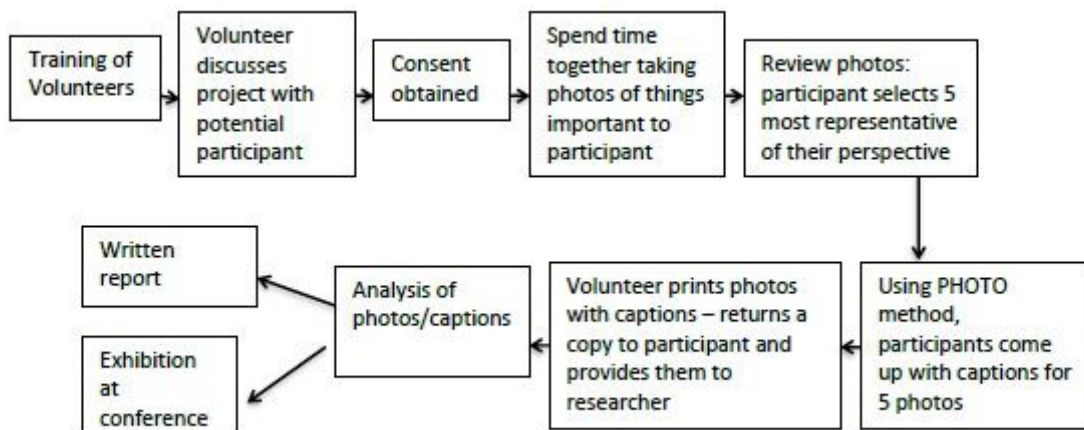 Training of
Volunteers
Volunteer
discusses
project with
potential
participant
Consent
obtained
Spend time
together taking
photos of things
important to
participant
Review photos:
participant selects 5
most representative
of their perspective
Using PHOTO
method,
participants come
up with captions for
5 photos
Volunteer prints photos
with captions – returns a
copy to participant and
provides them to
researcher
Analysis of
photos/captions
Written
report
Exhibition
at
conference